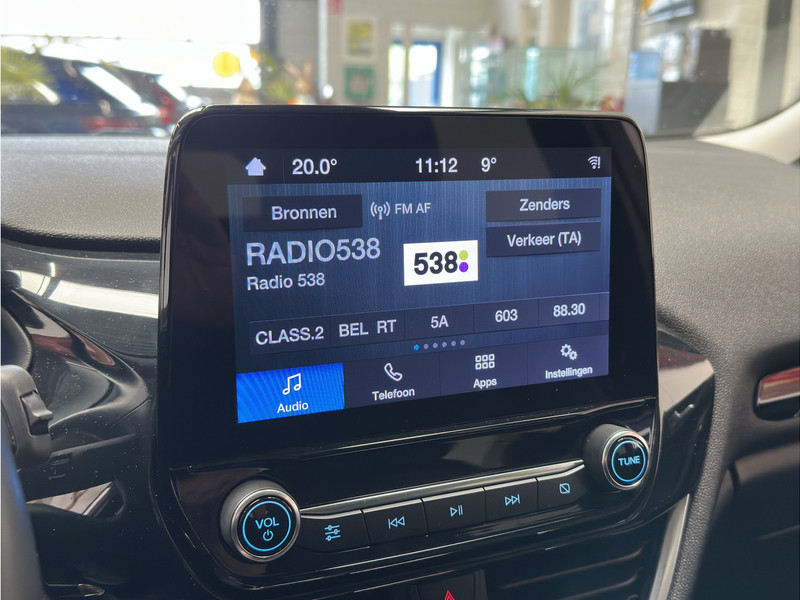 20.0° 11:12 9°
Bronnen FM AF Zenders
Verkeer (TA)
RADIO538
Radio 538
538
CLASS.2 BEL RT 5A 603 88.30
Audio Telefoon Apps Instellingen
VOL TUNE